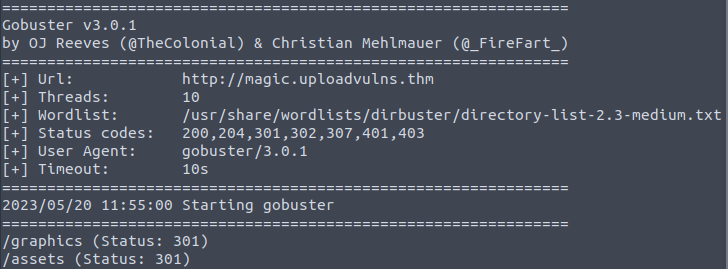 ===============================================================
Gobuster v3.0.1
by OJ Reeves (@TheColonial) & Christian Mehlmauer (@_FireFart_)
===============================================================
[+] Url:            http://magic.uploadvulns.thm
[+] Threads:        10
[+] Wordlist:       /usr/share/wordlists/dirbuster/directory-list-2.3-medium.txt
[+] Status codes:   200,204,301,302,307,401,403
[+] User Agent:     gobuster/3.0.1
[+] Timeout:        10s
===============================================================
2023/05/20 11:55:00 Starting gobuster
===============================================================
/graphics (Status: 301)
/assets (Status: 301)